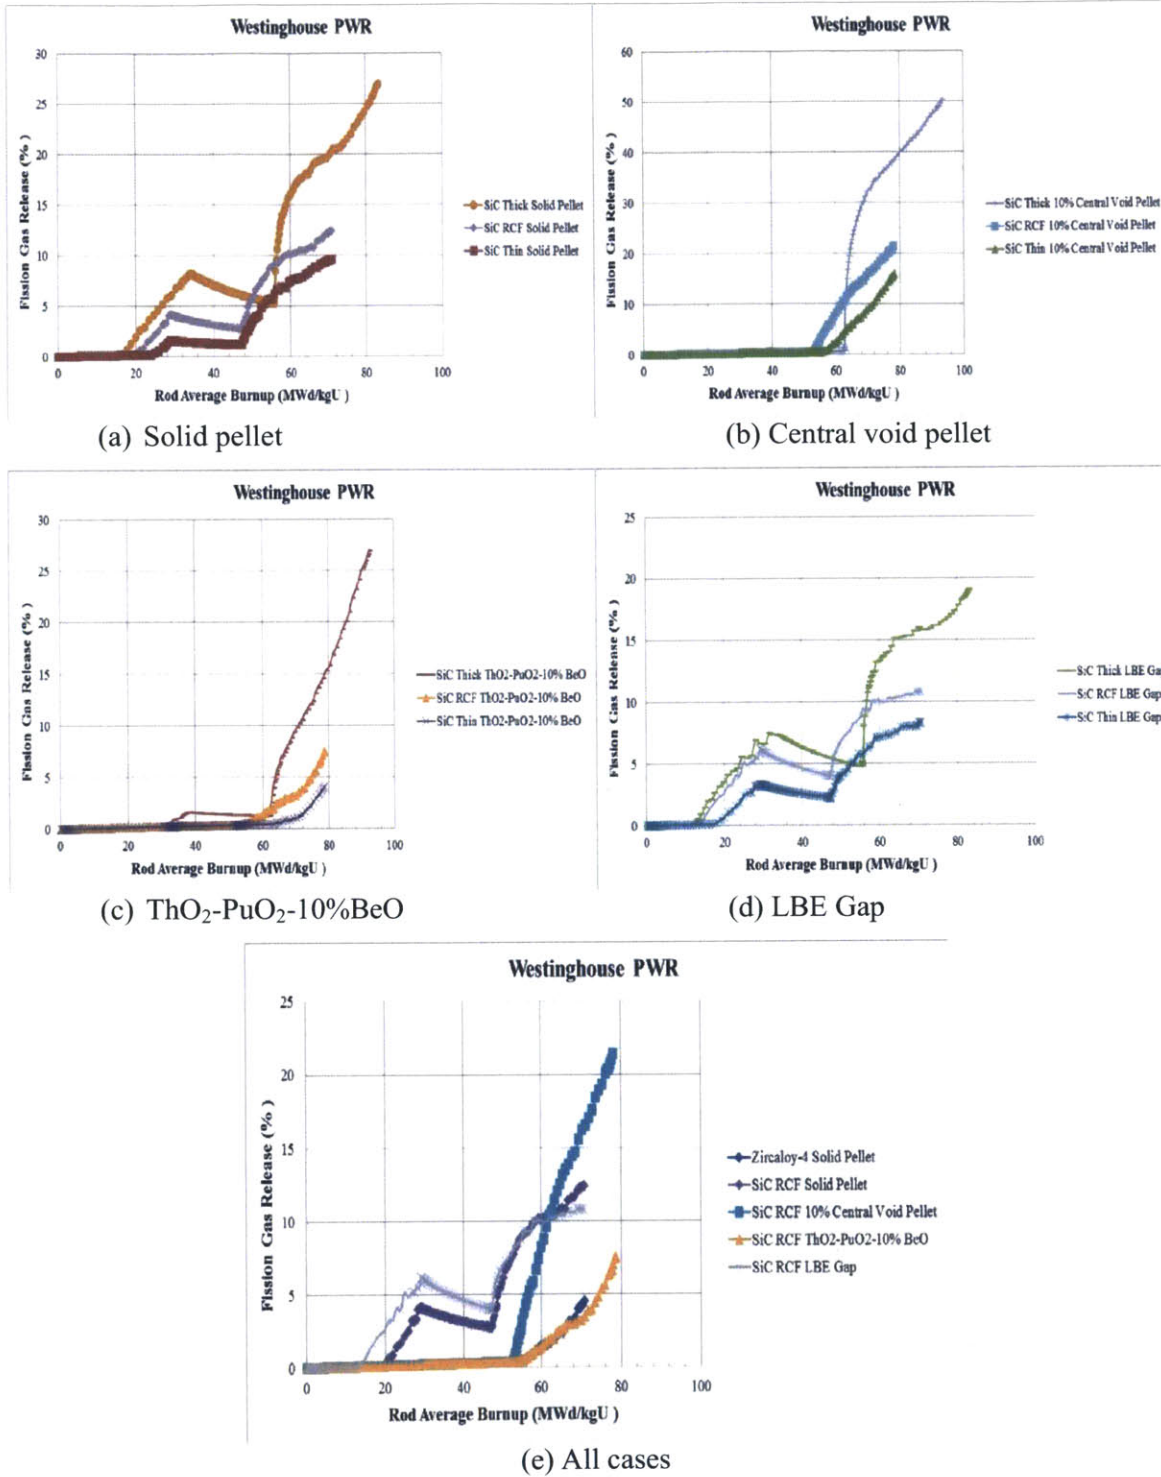 Westinghouse PWR
Fission Gas Release (%)
30
25
20
15
10
5
0
0 20 40 60 80 100
Rod Average Burnup (MWd/kgU )
SiC Thick Solid Pellet
SiC RCF Solid Pellet
SiC Thin Solid Pellet
(a) Solid pellet
Westinghouse PWR
Fission Gas Release (% )
60
50
40
30
20
10
0
0 20 40 60 80 100
Rod Average Burnup (MWd/kgU )
SiC Thick 10% Central Void Pellet
SiC RCF 10% Central Void Pellet
SiC Thin 10% Central Void Pellet
(b) Central void pellet
Westinghouse PWR
Fission Gas Release (% )
30
25
20
15
10
5
0
0 20 40 60 80 100
Rod Average Burnup (MWd/kgU )
SiC Thick ThO2-PuO2-10% BeO
SiC RCF ThO2-PuO2-10% BeO
SiC Thin ThO2-PuO2-10% BeO
(c) ThO₂-PuO₂-10%BeO
Westinghouse PWR
Fission Gas Release (% )
25
20
15
10
5
0
0 20 40 60 80 100
Rod Average Burnup (MWd/kgU )
SiC Thick LBE Gap
SiC RCF LBE Gap
SiC Thin LBE Gap
(d) LBE Gap
Westinghouse PWR
Fission Gas Release (% )
25
20
15
10
5
0
0 20 40 60 80 100
Rod Average Burnup (MWd/kgU )
Zircaloy-4 Solid Pellet
SiC RCF Solid Pellet
SiC RCF 10% Central Void Pellet
SiC RCF ThO2-PuO2-10% BeO
SiC RCF LBE Gap
(e) All cases